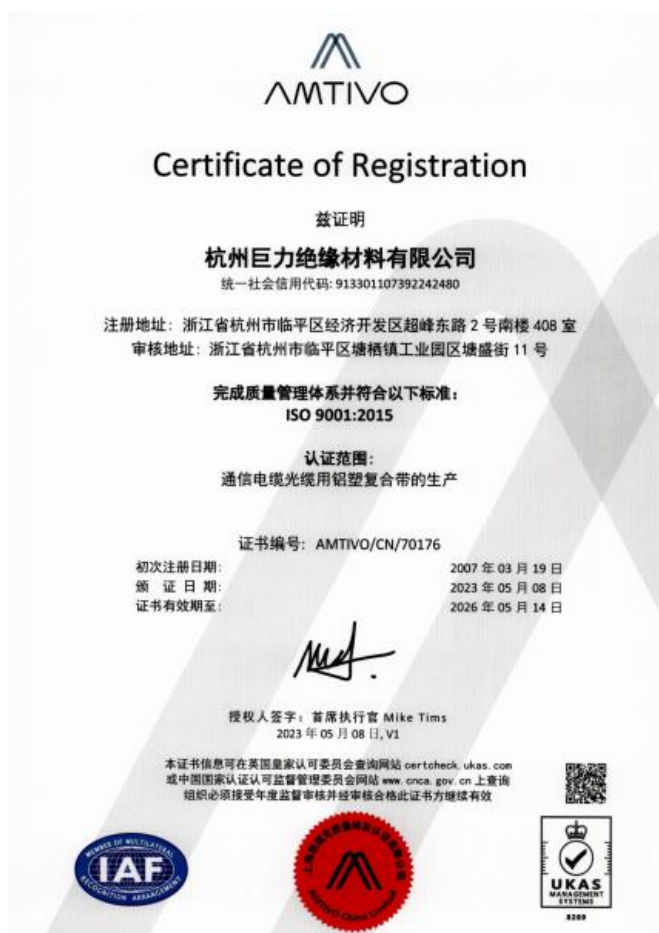 AMTIVO
Certificate of Registration
兹证明
杭州巨力绝缘材料有限公司
统一社会信用代码: 913301107392242480
注册地址：浙江省杭州市临平区经济开发区超峰东路 2 号南楼 408 室
审核地址：浙江省杭州市临平区塘栖镇工业园区塘盛街 11 号
完成质量管理体系并符合以下标准：
ISO 9001:2015
认证范围：
通信电缆光缆用铝塑复合带的生产
证书编号：AMTIVO/CN/70176
初次注册日期: 2007 年 03 月 19 日
颁 证 日 期: 2023 年 05 月 08 日
证书有效期至: 2026 年 05 月 14 日
授权人签字：首席执行官 Mike Tims
2023 年 05 月 08 日, V1
本证书信息可在英国皇家认可委员会查询网站 certcheck.ukas.com
或中国国家认证认可监督管理委员会网站 www.cnca.gov.cn 上查询
组织必须接受年度监督审核并经审核合格此证书方继续有效
MEMBER OF MULTILATERAL
IAF
RECOGNITION ARRANGEMENT
AMTIVO China Limited
UKAS
MANAGEMENT
SYSTEMS
8289